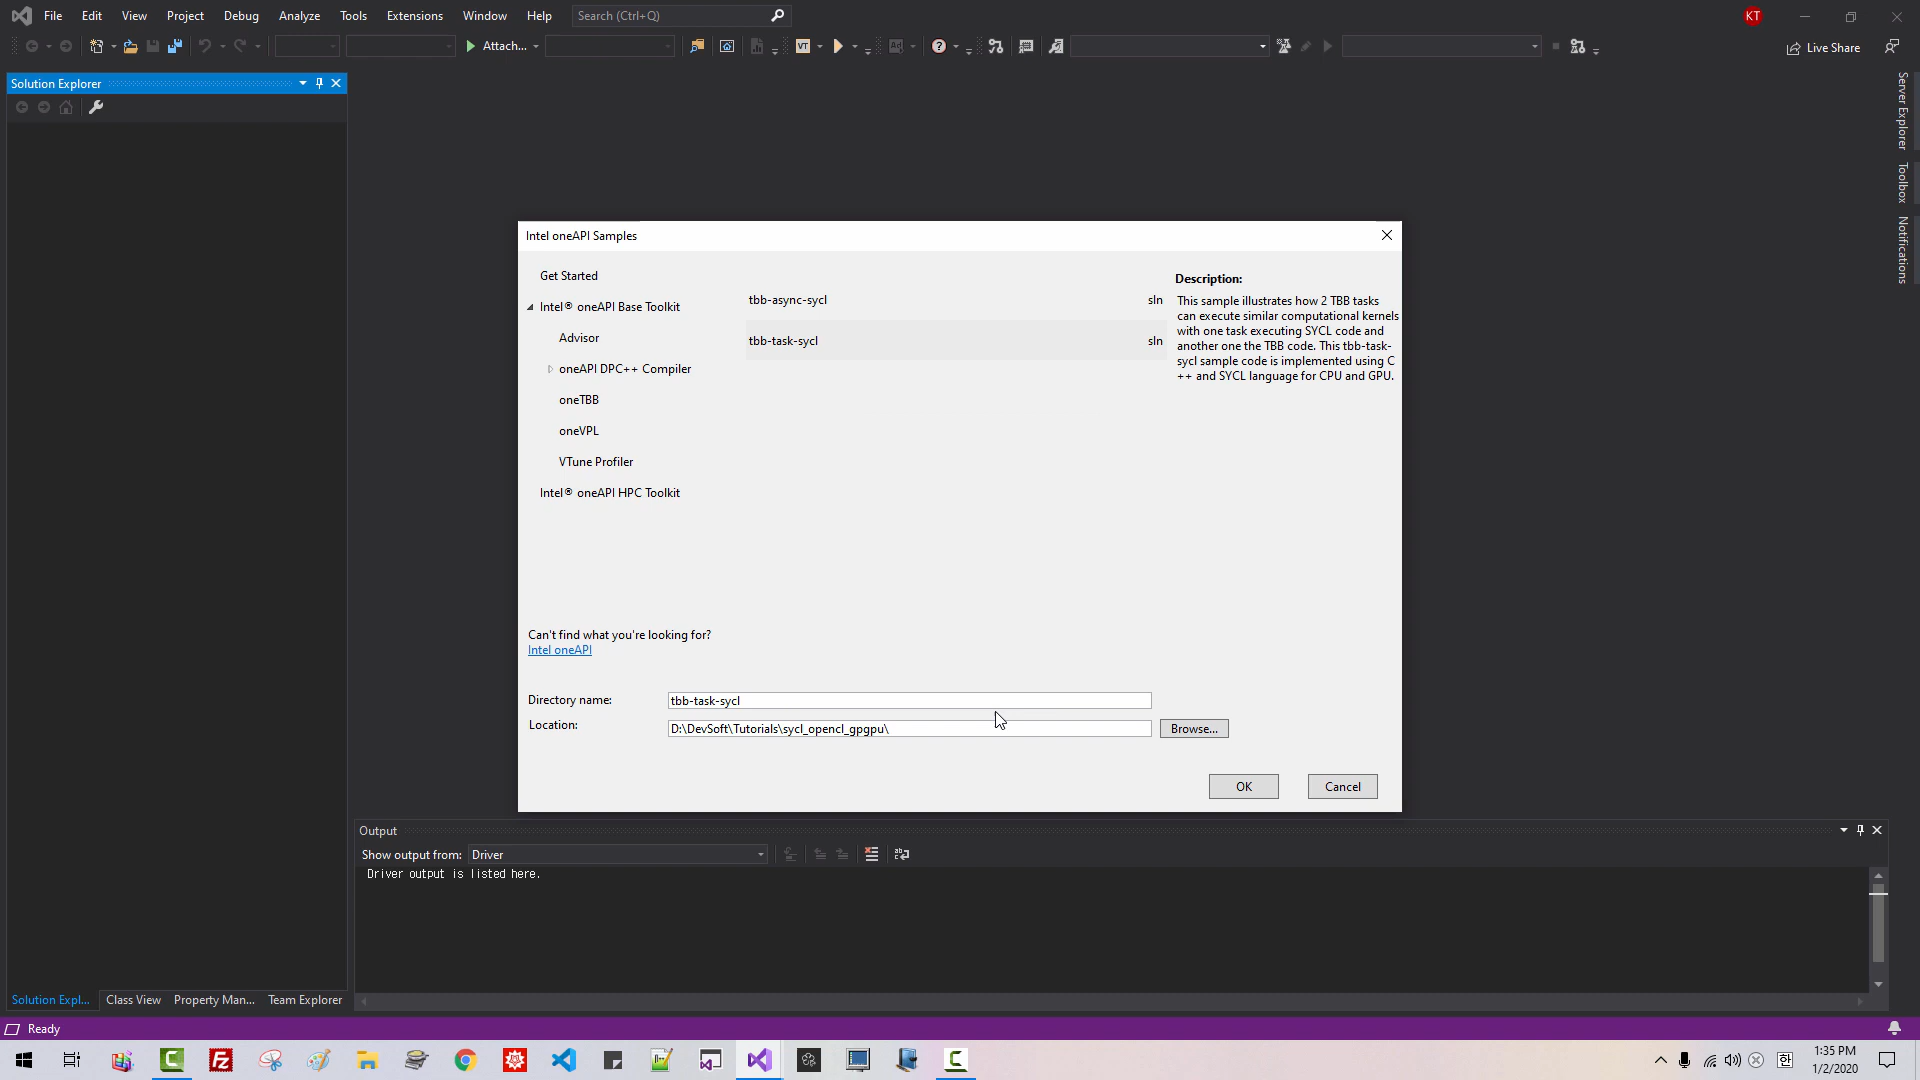 File Edit View Project Debug Analyze Tools Extensions Window Help Search (Ctrl+Q) KT
Attach... VT Live Share
Solution Explorer
Server Explorer
Toolbox
Notifications
Intel oneAPI Samples
Get Started
Intel® oneAPI Base Toolkit
Advisor
oneAPI DPC++ Compiler
oneTBB
oneVPL
VTune Profiler
Intel® oneAPI HPC Toolkit
tbb-async-sycl sln
tbb-task-sycl sln
Description:
This sample illustrates how 2 TBB tasks
can execute similar computational kernels
with one task executing SYCL code and
another one the TBB code. This tbb-task-
sycl sample code is implemented using C
++ and SYCL language for CPU and GPU.
Can't find what you're looking for?
Intel oneAPI
Directory name: tbb-task-sycl
Location: D:\DevSoft\Tutorials\sycl_opencl_gpgpu\ Browse...
OK Cancel
Output
Show output from: Driver
Driver output is listed here.
Solution Expl... Class View Property Man... Team Explorer
Ready
한 1:35 PM
1/2/2020